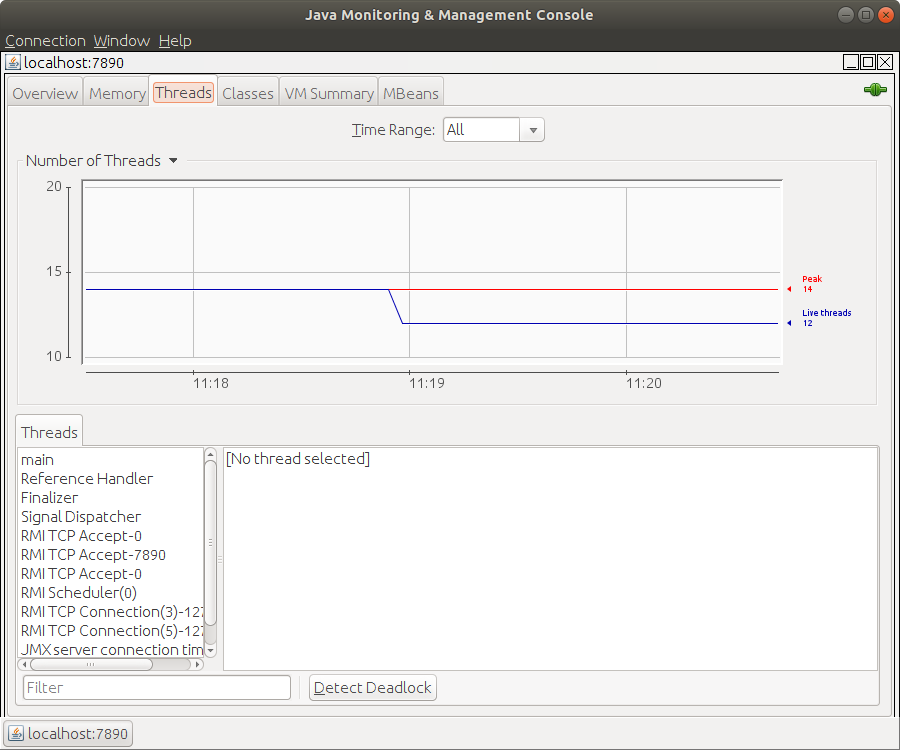 Java Monitoring & Management Console
Connection Window Help
localhost:7890
Overview Memory Threads Classes VM Summary MBeans
Time Range: All
Number of Threads
20
15
10
Peak
14
Live threads
12
11:18 11:19 11:20
Threads
main
Reference Handler
Finalizer
Signal Dispatcher
RMI TCP Accept-0
RMI TCP Accept-7890
RMI TCP Accept-0
RMI Scheduler(0)
RMI TCP Connection(3)-127
RMI TCP Connection(5)-127
JMX server connection tim
[No thread selected]
Filter
Detect Deadlock
localhost:7890